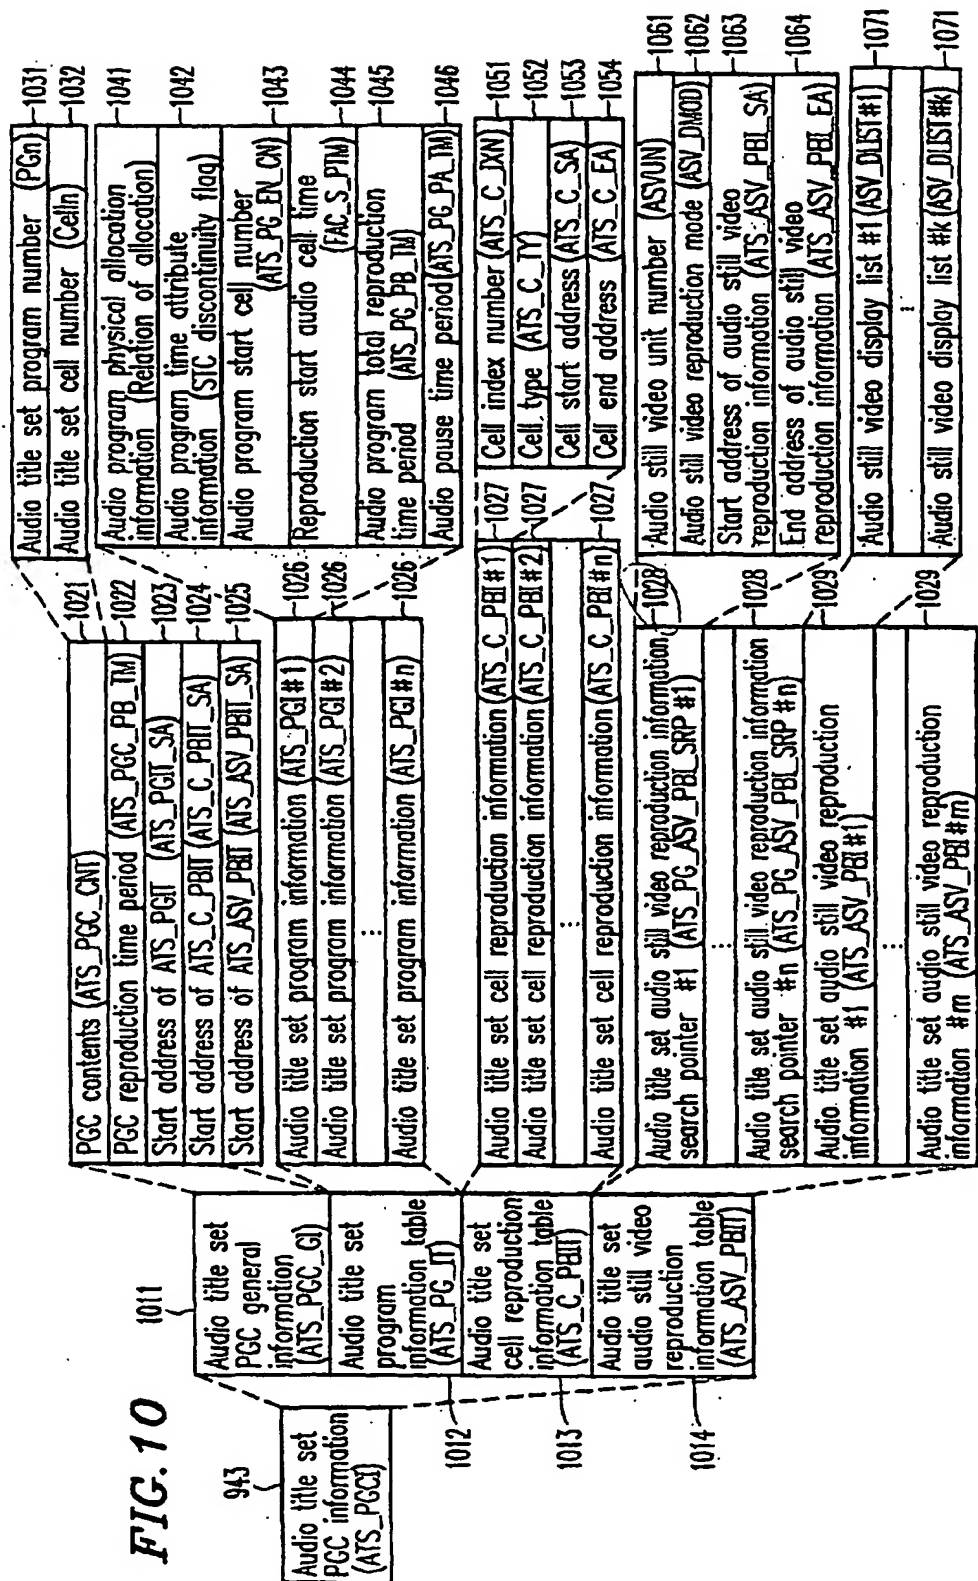 FIG. 10
943
Audio title set
PGC information
(ATS_PGCI)
1011
Audio title set
PGC general
information
(ATS_PGC_GI)
Audio title set
program
information table
(ATS_PG_IT)
1012
Audio title set
cell reproduction
information table
(ATS_C_PBIT)
1013
Audio title set
audio still video
reproduction
information table
(ATS_ASV_PBIT)
1014
PGC contents (ATS_PGC_CNT) 1021
PGC reproduction time period (ATS_PGC_PB_TM) 1022
Start address of ATS_PGIT (ATS_PGIT_SA) 1023
Start address of ATS_C_PBIT (ATS_C_PBIT_SA) 1024
Start address of ATS_ASV_PBIT (ATS_ASV_PBIT_SA) 1025
Audio title set program information (ATS_PGI#1) 1026
Audio title set program information (ATS_PGI#2) 1026
⋮
Audio title set program information (ATS_PGI#n) 1026
Audio title set cell reproduction information (ATS_C_PBI#1) 1027
Audio title set cell reproduction information (ATS_C_PBI#2) 1027
⋮
Audio title set cell reproduction information (ATS_C_PBI#n) 1027
Audio title set audio still video reproduction information 1028
search pointer #1 (ATS_PG_ASV_PBI_SRP #1)
⋮
Audio title set audio still video reproduction information 1028
search pointer #n (ATS_PG_ASV_PBI_SRP #n)
Audio title set audio still video reproduction 1029
information #1 (ATS_ASV_PBI#1)
⋮
Audio title set audio still video reproduction 1029
information #m (ATS_ASV_PBI#m)
Audio title set program number (PGn) 1031
Audio title set cell number (Celln) 1032
Audio program physical allocation 1041
information (Relation of allocation)
Audio program time attribute 1042
information (STC discontinuity flag)
Audio program start cell number 1043
(ATS_PG_EN_CN)
Reproduction start audio cell time 1044
(FAC_S_PTM)
Audio program total reproduction 1045
time period (ATS_PG_PB_TM)
Audio pause time period (ATS_PG_PA_TM) 1046
Cell index number (ATS_C_IXN) 1051
Cell type (ATS_C_TY) 1052
Cell start address (ATS_C_SA) 1053
Cell end address (ATS_C_EA) 1054
Audio still video unit number (ASVUN) 1061
Audio still video reproduction mode (ASV_DMOD) 1062
Start address of audio still video 1063
reproduction information (ATS_ASV_PBI_SA)
End address of audio still video 1064
reproduction information (ATS_ASV_PBI_EA)
Audio still video display list #1 (ASV_DLIST#1) 1071
⋮
Audio still video display list #k (ASV_DLIST#k) 1071